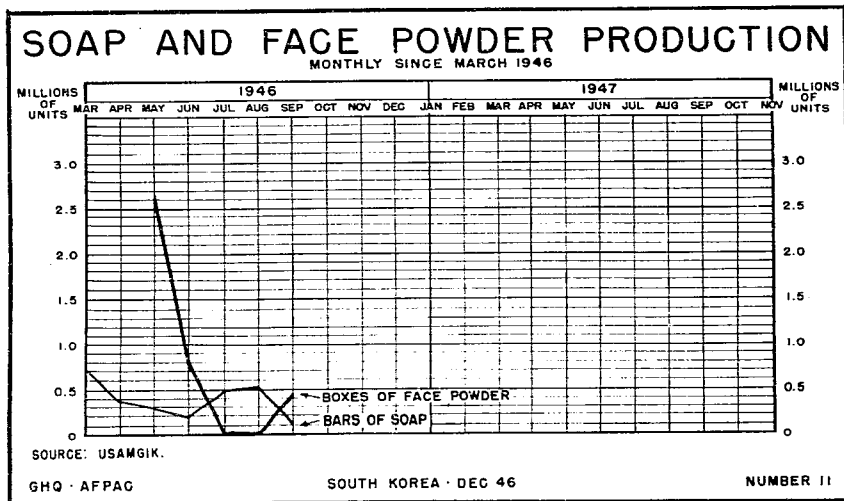 SOAP AND FACE POWDER PRODUCTION
MONTHLY SINCE MARCH 1946
MILLIONS OF UNITS
1946
1947
MILLIONS OF UNITS
MAR APR MAY JUN JUL AUG SEP OCT NOV DEC JAN FEB MAR APR MAY JUN JUL AUG SEP OCT NOV
3.0 3.0
2.5 2.5
2.0 2.0
1.5 1.5
1.0 1.0
0.5 0.5
BOXES OF FACE POWDER
BARS OF SOAP
0 0
SOURCE: USAMGIK.
GHQ · AFPAC SOUTH KOREA · DEC 46 NUMBER 11